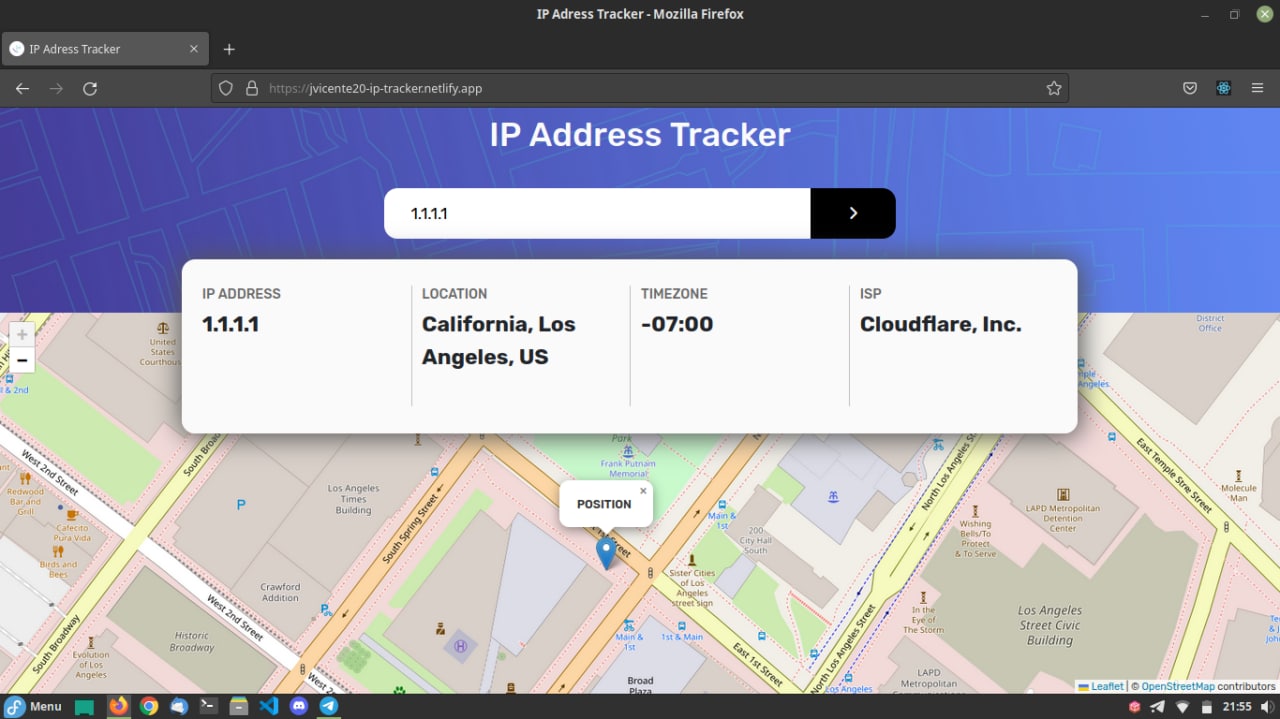 IP Adress Tracker - Mozilla Firefox
IP Adress Tracker
https://jvicente20-ip-tracker.netlify.app
IP Address Tracker
1.1.1.1
IP ADDRESS
1.1.1.1
LOCATION
California, Los
Angeles, US
TIMEZONE
-07:00
ISP
Cloudflare, Inc.
+
−
United
States
Courthous
l & 2nd
District
Office
mple
Angeles
West 2nd Street
South Broad
Redwood
Bar and
Grill
Cafecito
Pura Vida
Birds and
Bees
P
Los Angeles
Times
Building
South Spring Street
Park
Frank Putnam
Memorial
POSITION
Main &
1st
200
City Hall
South
North Los Angeles Street
East Temple Street
Wishing
Bells/To
Protect
& To Serve
LAPD Metropolitan
Detention
Center
Molecule
Man
Crawford
Addition
West 2nd Street
Historic
Broadway
South Broadway
Evolution
of Los
Angeles
H
Sister Cities
of Los
Angeles
street sign
Main &
1st
1st & Main
Broad
Plaza
East 1st Street
North Los Angeles Street
In the
Eye of
The Storm
Los Angeles
Street Civic
Building
LAPD
Metropolitan
Los Angeles
Leaflet | © OpenStreetMap contributors
Menu
21:55